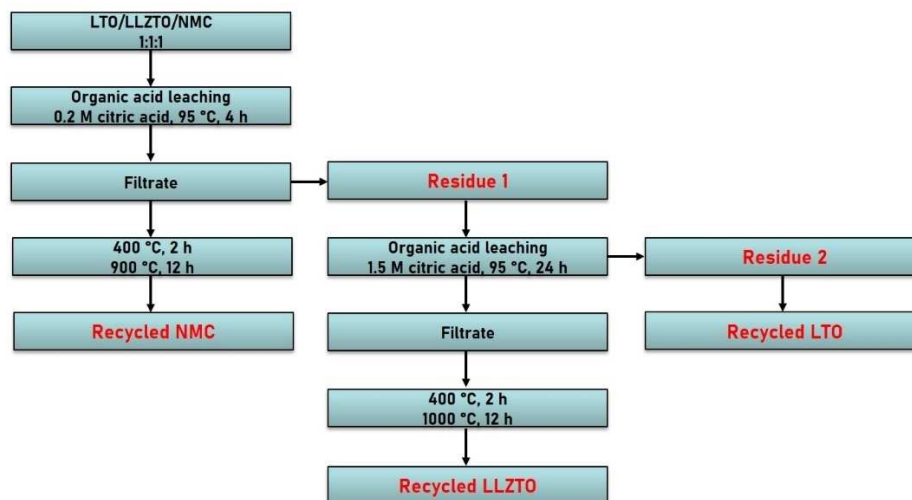 LTO/LLZTO/NMC
1:1:1
Organic acid leaching
0.2 M citric acid, 95 °C, 4 h
Filtrate
400 °C, 2 h
900 °C, 12 h
Recycled NMC
Residue 1
Organic acid leaching
1.5 M citric acid, 95 °C, 24 h
Filtrate
400 °C, 2 h
1000 °C, 12 h
Recycled LLZTO
Residue 2
Recycled LTO